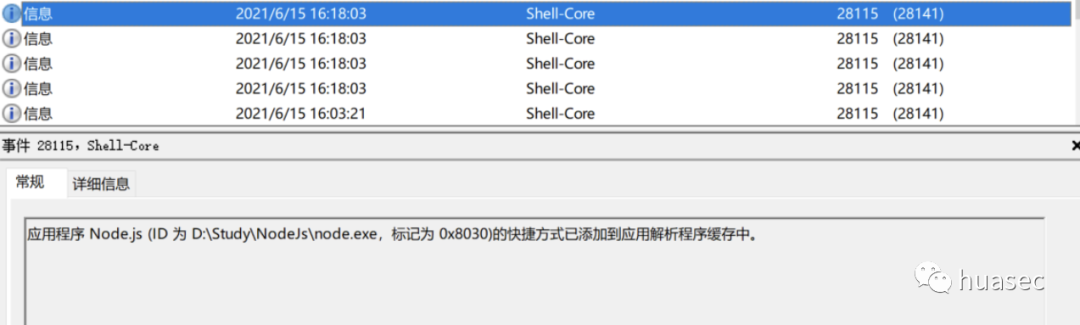 信息 2021/6/15 16:18:03 Shell-Core 28115 (28141)
信息 2021/6/15 16:18:03 Shell-Core 28115 (28141)
信息 2021/6/15 16:18:03 Shell-Core 28115 (28141)
信息 2021/6/15 16:18:03 Shell-Core 28115 (28141)
信息 2021/6/15 16:03:21 Shell-Core 28115 (28141)
事件 28115，Shell-Core
常规 详细信息
应用程序 Node.js (ID 为 D:\Study\NodeJs\node.exe，标记为 0x8030)的快捷方式已添加到应用解析程序缓存中。
huasec